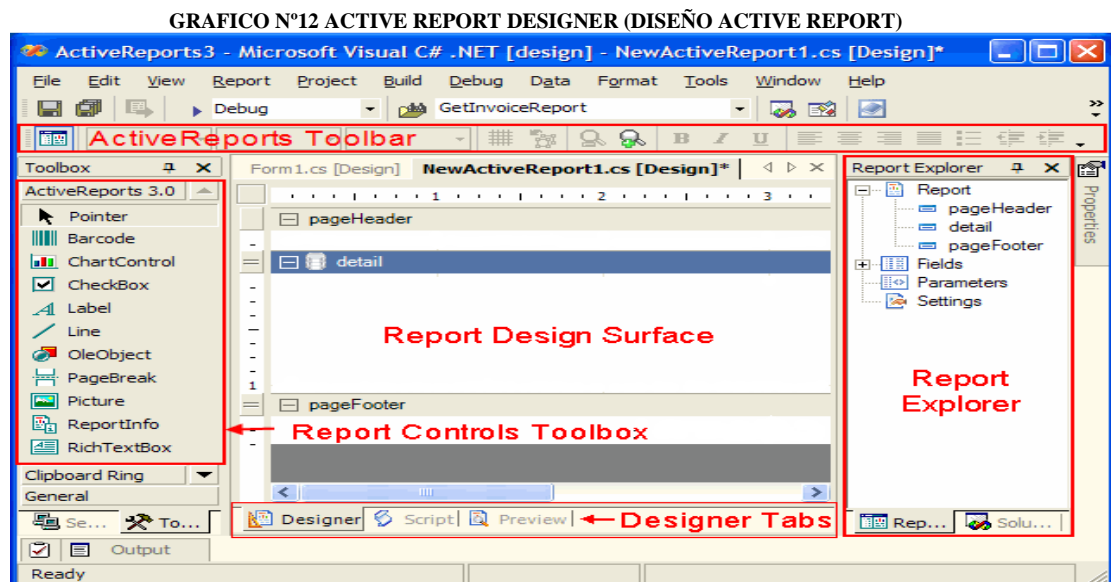 GRAFICO Nº12 ACTIVE REPORT DESIGNER (DISEÑO ACTIVE REPORT)
ActiveReports3 - Microsoft Visual C# .NET [design] - NewActiveReport1.cs [Design]*
File Edit View Report Project Build Debug Data Format Tools Window Help
Debug GetInvoiceReport
ActiveReports Toolbar
B I U
Toolbox
Form1.cs [Design] NewActiveReport1.cs [Design]*
Report Explorer
Properties
ActiveReports 3.0
Pointer
Barcode
ChartControl
CheckBox
Label
Line
OleObject
PageBreak
Picture
ReportInfo
RichTextBox
Clipboard Ring
General
Se... To...
1 2 3
pageHeader
detail
Report Design Surface
1
pageFooter
Report Controls Toolbox
Designer Script Preview Designer Tabs
Report
pageHeader
detail
pageFooter
Fields
Parameters
Settings
Report
Explorer
Rep... Solu...
Output
Ready